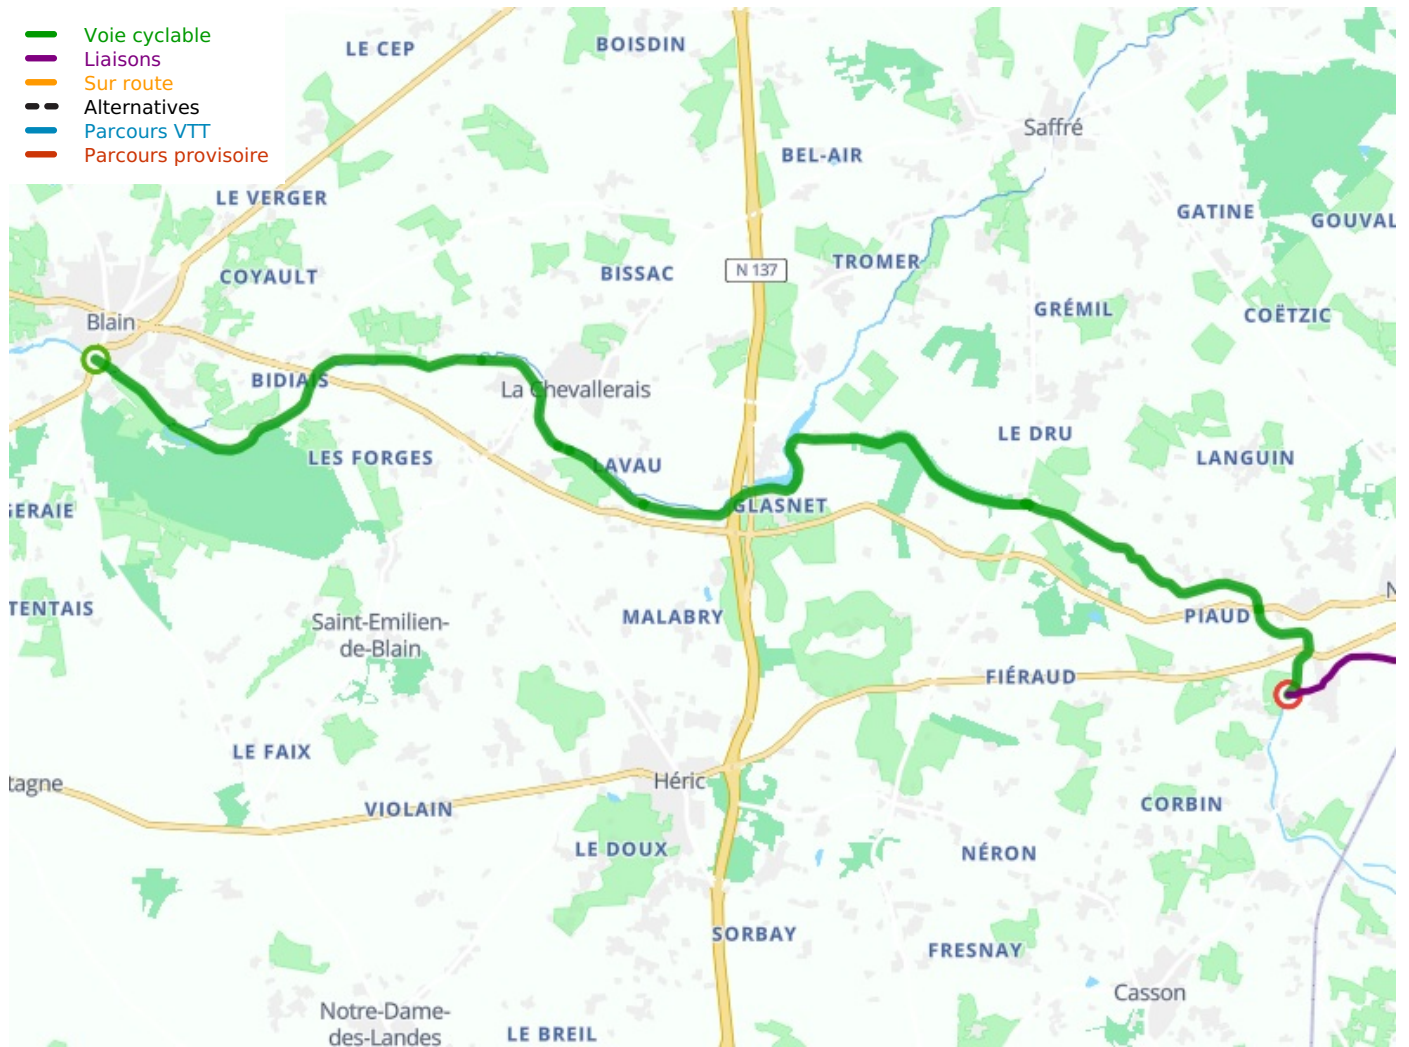 Voie cyclable
Liaisons
Sur route
Alternatives
Parcours VTT
Parcours provisoire
LE CEP
BOISDIN
Saffré
BEL-AIR
LE VERGER
GATINE
GOUVAL
TROMER
N 137
BISSAC
COYAULT
GRÉMIL
COËTZIC
Blain
BIDIAIS
La Chevallerais
LE DRU
LES FORGES
LAVAU
LANGUIN
GLASNET
GERAIE
N
TENTAIS
MALABRY
PIAUD
Saint-Emilien-
de-Blain
FIÉRAUD
LE FAIX
Héric
tagne
VIOLAIN
CORBIN
LE DOUX
NÉRON
SORBAY
FRESNAY
Casson
Notre-Dame-
des-Landes
LE BREIL